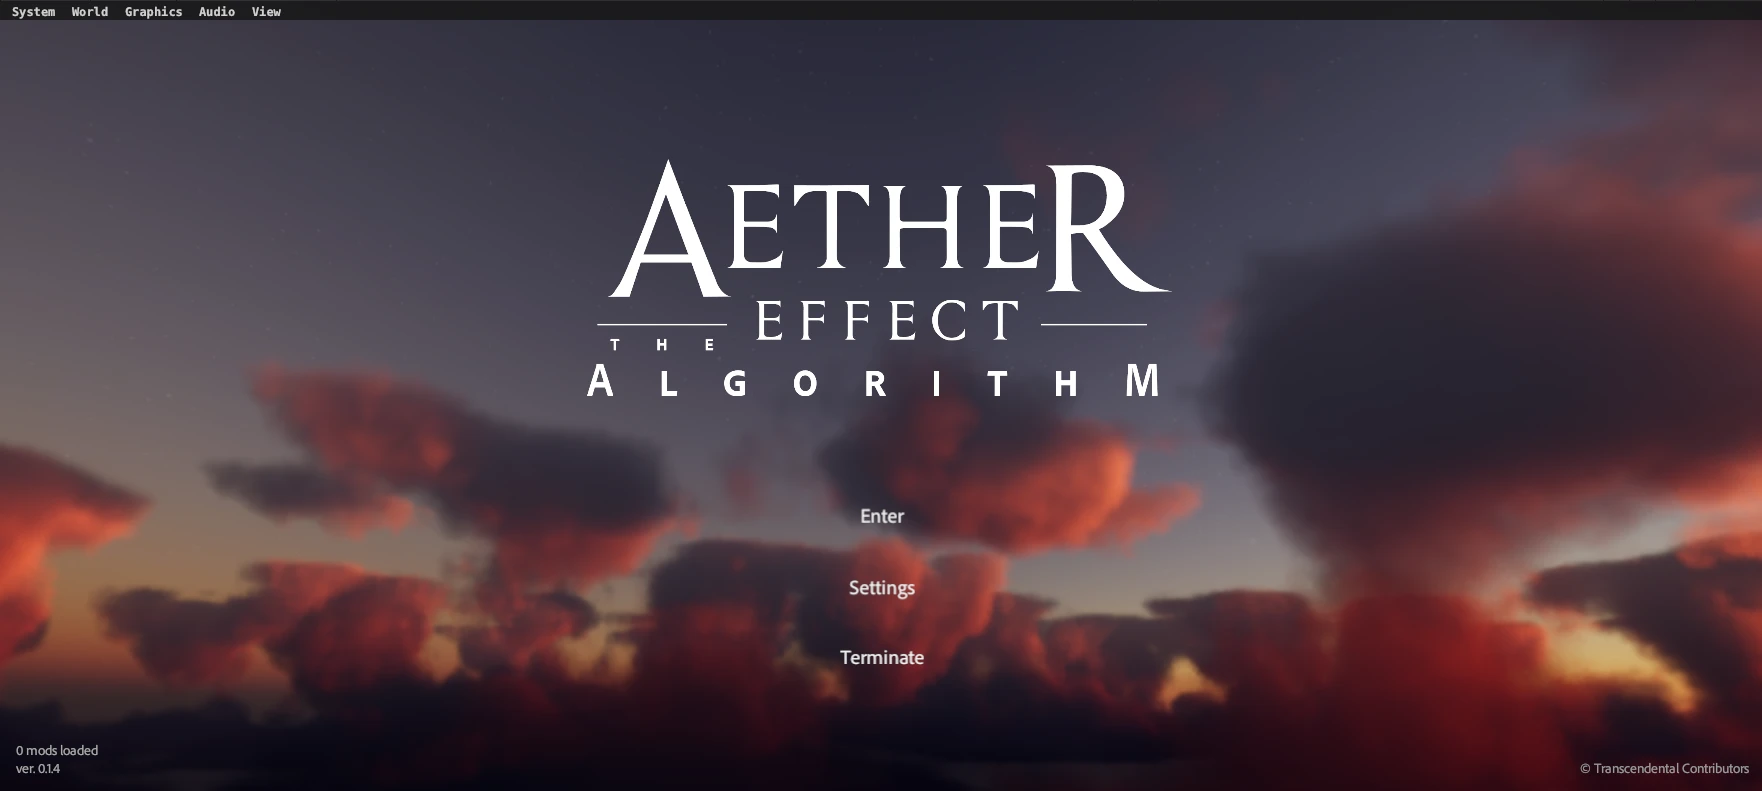 System World Graphics Audio View
AETHER
EFFECT
THE
ALGORITHM
Enter
Settings
Terminate
0 mods loaded
ver. 0.1.4
© Transcendental Contributors